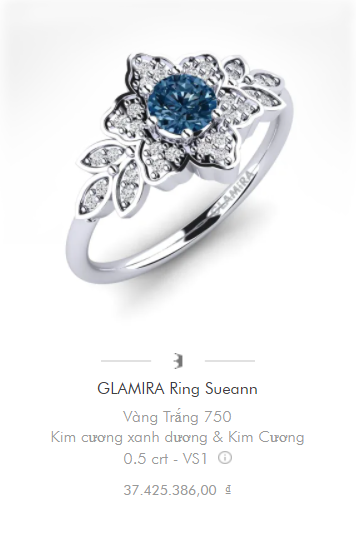 GLAMIRA
GLAMIRA Ring Sueann
Vàng Trắng 750
Kim cương xanh dương & Kim Cương
0.5 crt - VS1
37.425.386,00 ₫